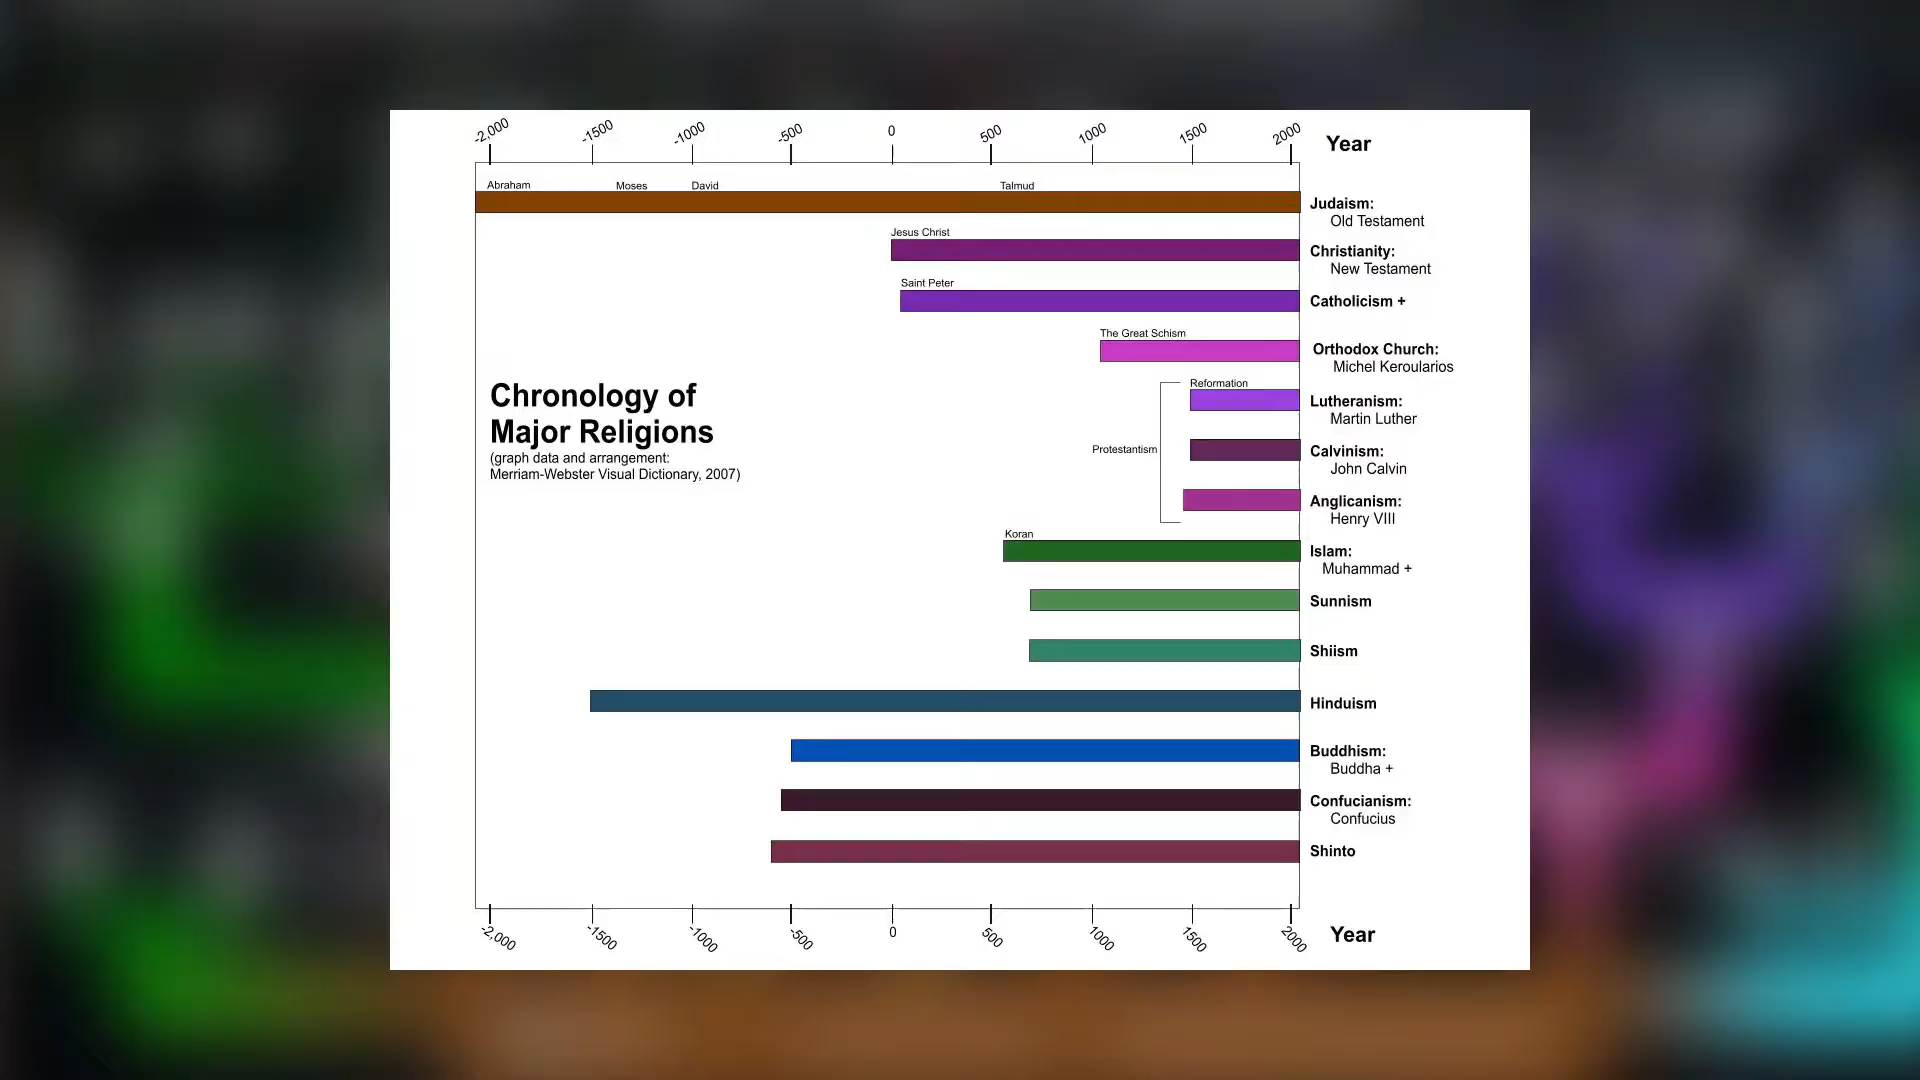 -2,000 -1500 -1000 -500 0 500 1000 1500 2000 Year
Abraham Moses David Talmud
Judaism:
Old Testament
Jesus Christ
Christianity:
New Testament
Saint Peter
Catholicism +
The Great Schism
Orthodox Church:
Michel Keroularios
Chronology of
Major Religions
(graph data and arrangement:
Merriam-Webster Visual Dictionary, 2007)
Reformation
Lutheranism:
Martin Luther
Protestantism
Calvinism:
John Calvin
Anglicanism:
Henry VIII
Koran
Islam:
Muhammad +
Sunnism
Shiism
Hinduism
Buddhism:
Buddha +
Confucianism:
Confucius
Shinto
-2,000 -1500 -1000 -500 0 500 1000 1500 2000 Year